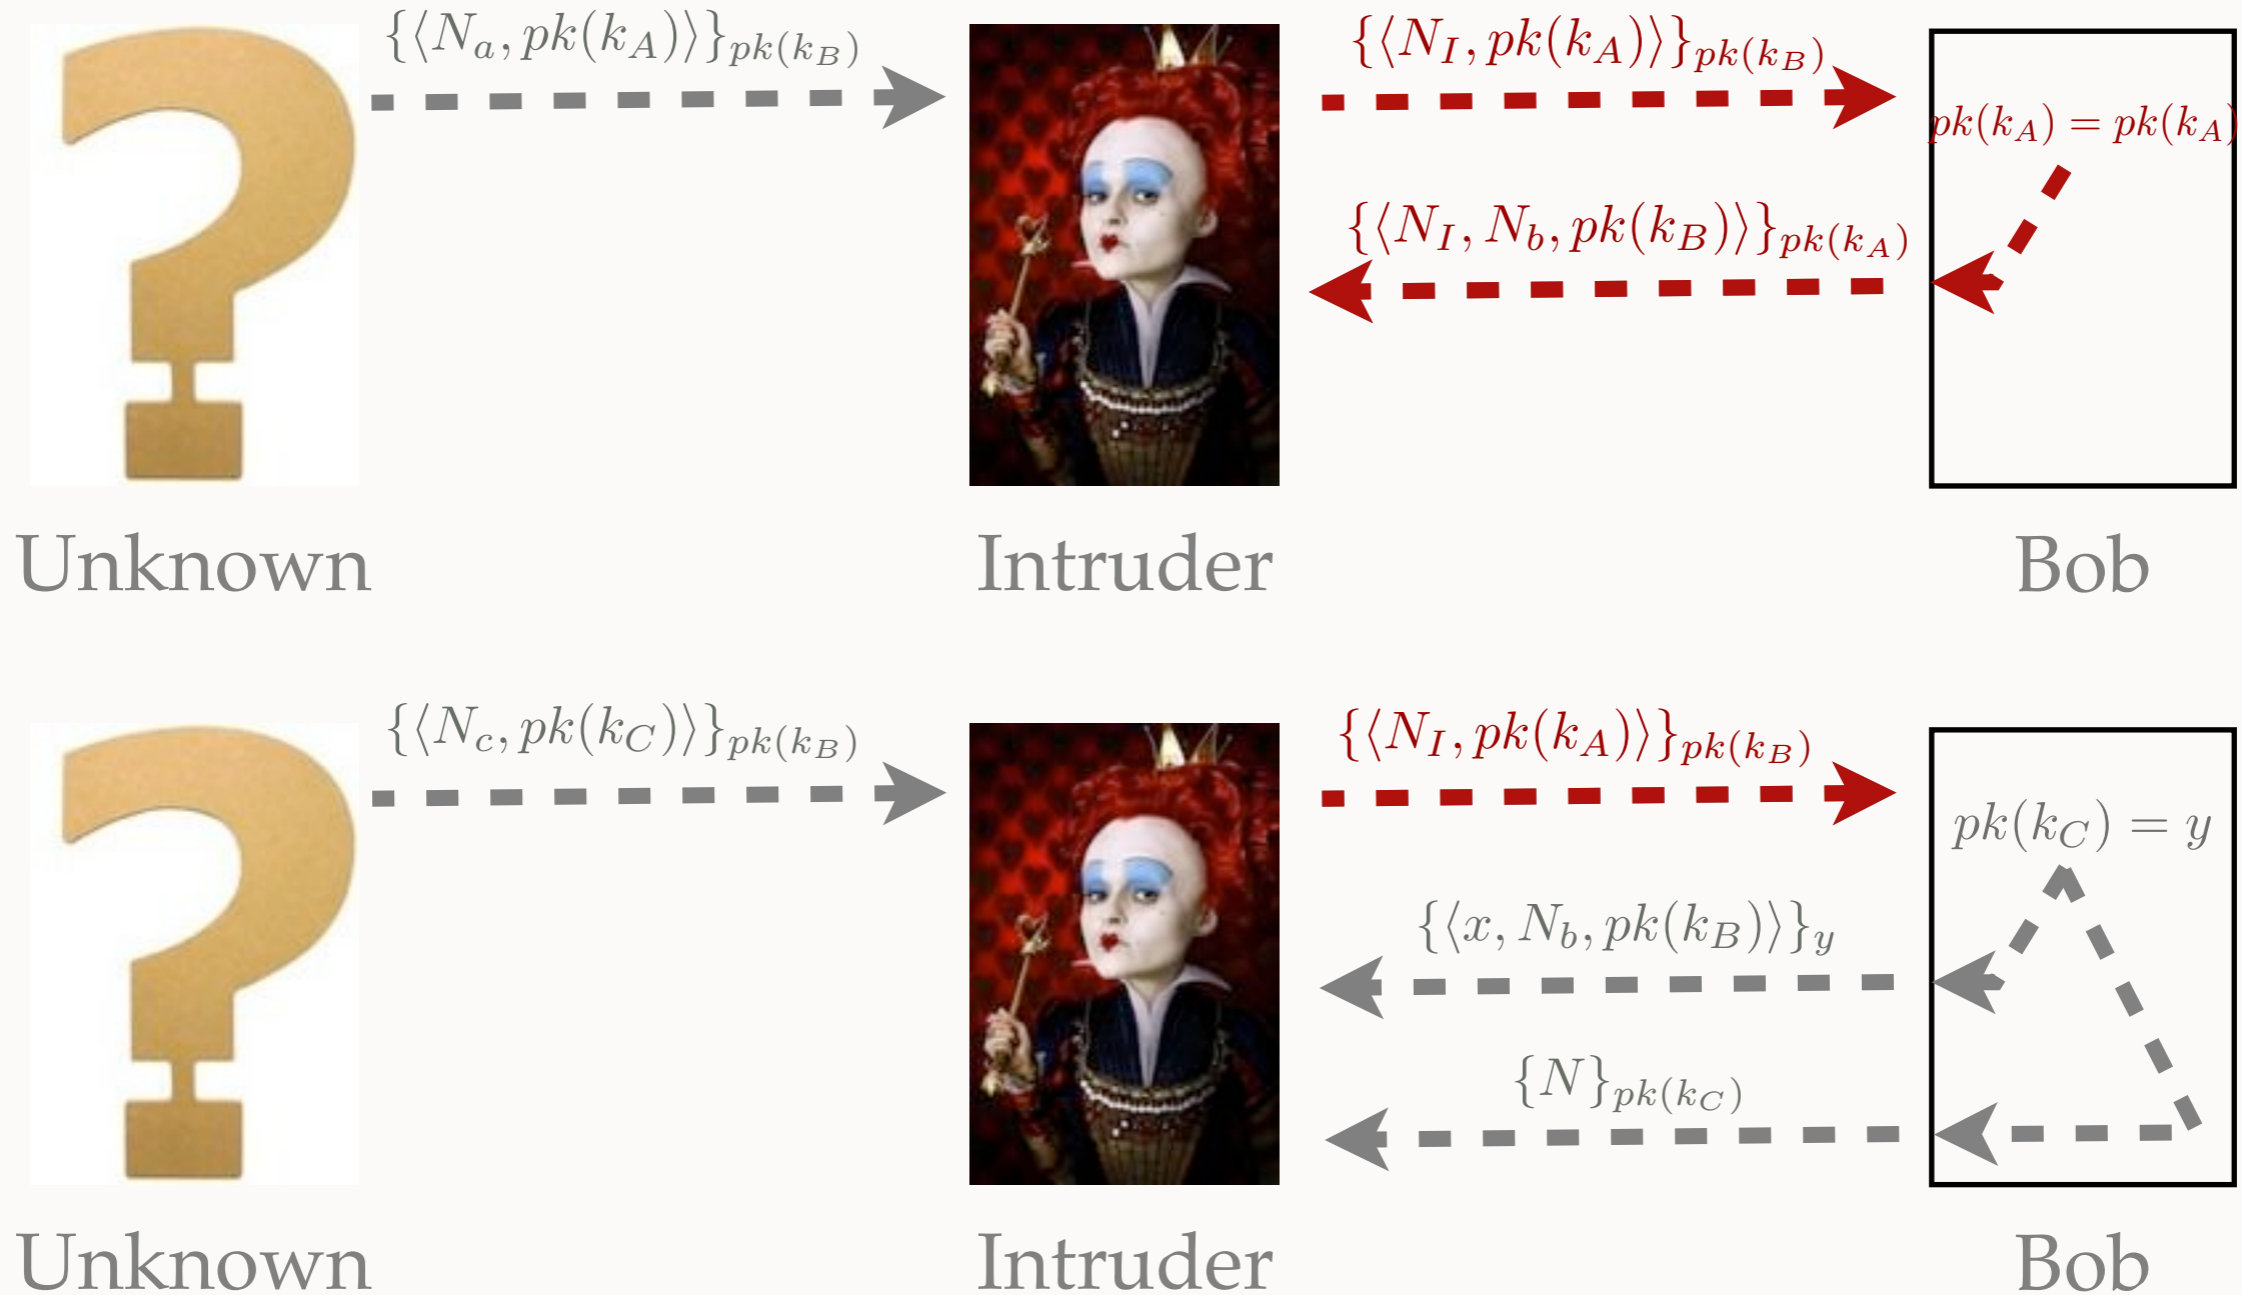 {⟨N_a, pk(k_A)⟩}_{pk(k_B)}
{⟨N_I, pk(k_A)⟩}_{pk(k_B)}
pk(k_A) = pk(k_A)
{⟨N_I, N_b, pk(k_B)⟩}_{pk(k_A)}
Unknown
Intruder
Bob
{⟨N_c, pk(k_C)⟩}_{pk(k_B)}
{⟨N_I, pk(k_A)⟩}_{pk(k_B)}
pk(k_C) = y
{⟨x, N_b, pk(k_B)⟩}_y
{N}_{pk(k_C)}
Unknown
Intruder
Bob